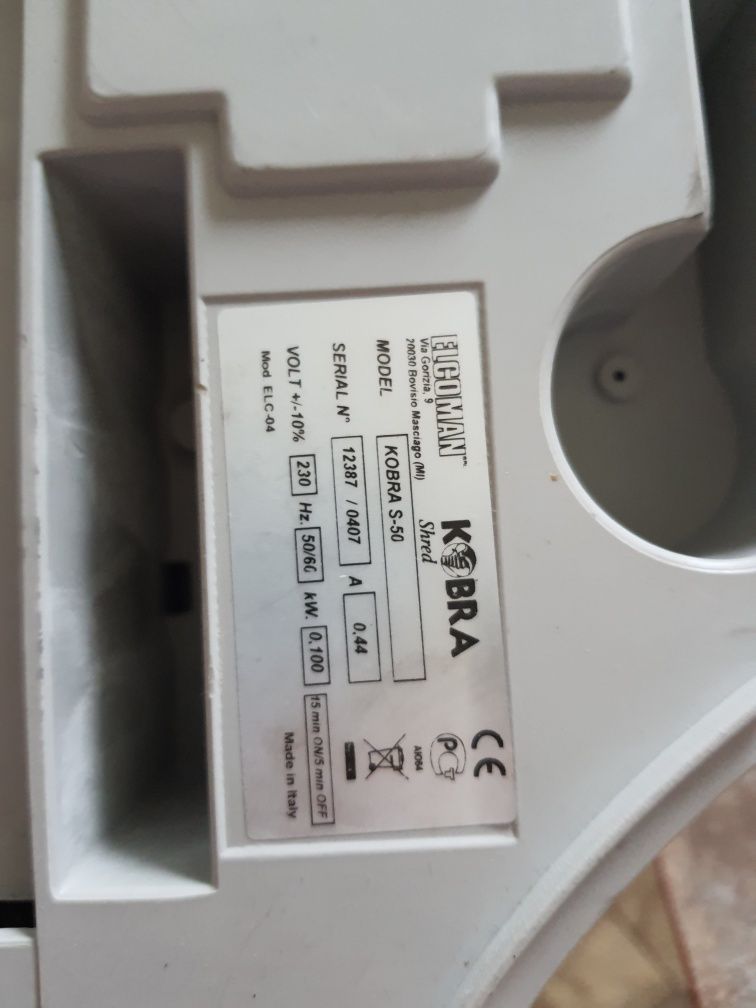 ELCOMAN srl
Via Gorizia, 9
20030 Bovisio Masciago (MI)
KOBRA
Shred
CE
PCT
АЮ64
MODEL KOBRA S-50
SERIAL N° 12387 / 0407 A 0,44
VOLT +/-10% 230 Hz. 50/60 kW. 0,100 15 min ON/5 min OFF
Mod ELC-04
Made in Italy